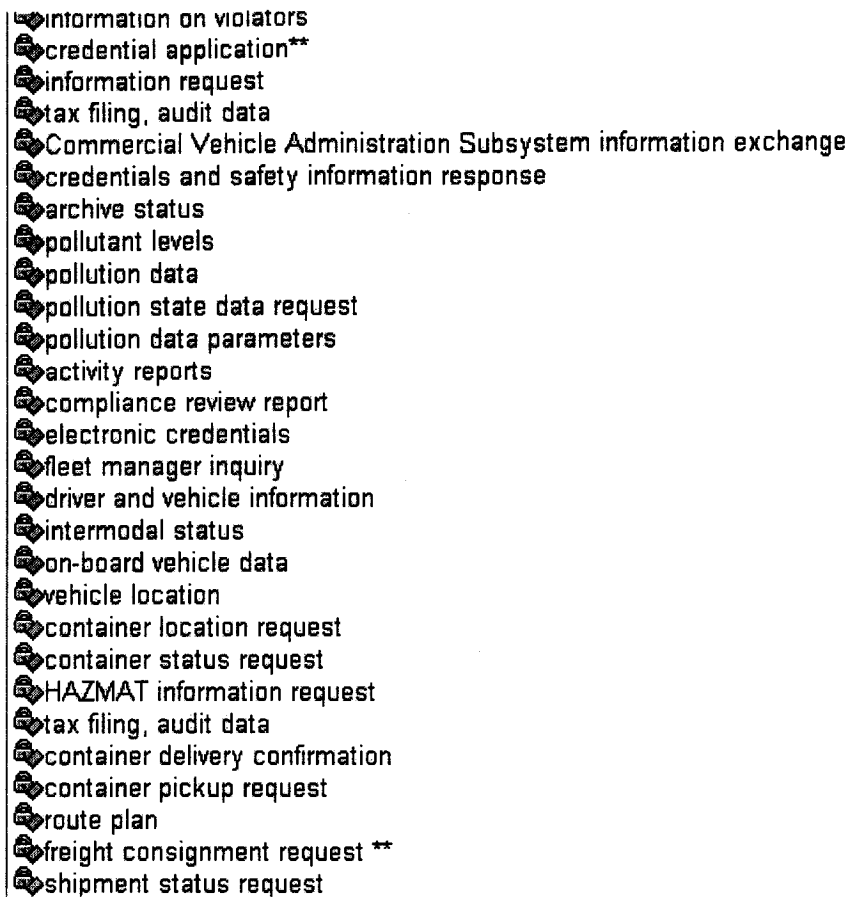 information on violators
credential application**
information request
tax filing, audit data
Commercial Vehicle Administration Subsystem information exchange
credentials and safety information response
archive status
pollutant levels
pollution data
pollution state data request
pollution data parameters
activity reports
compliance review report
electronic credentials
fleet manager inquiry
driver and vehicle information
intermodal status
on-board vehicle data
vehicle location
container location request
container status request
HAZMAT information request
tax filing, audit data
container delivery confirmation
container pickup request
route plan
freight consignment request **
shipment status request